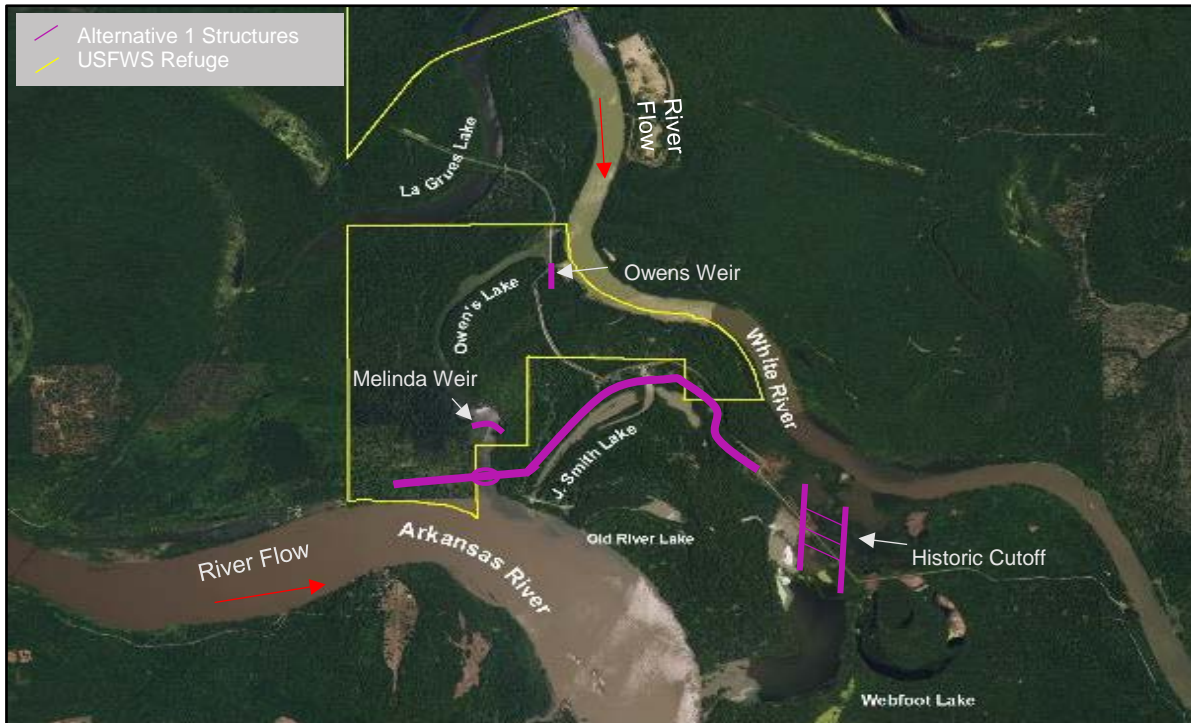 Alternative 1 Structures
USFWS Refuge
River
Flow
La Grues Lake
Owens Weir
Owen's Lake
White River
Melinda Weir
J. Smith Lake
Old River Lake
Arkansas River
River Flow
Historic Cutoff
Webfoot Lake